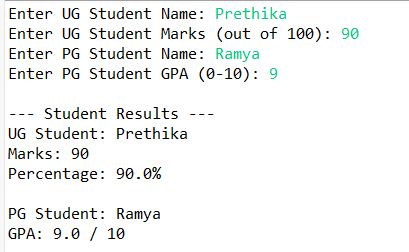 Enter UG Student Name: Prethika
Enter UG Student Marks (out of 100): 90
Enter PG Student Name: Ramya
Enter PG Student GPA (0-10): 9
--- Student Results ---
UG Student: Prethika
Marks: 90
Percentage: 90.0%
PG Student: Ramya
GPA: 9.0 / 10